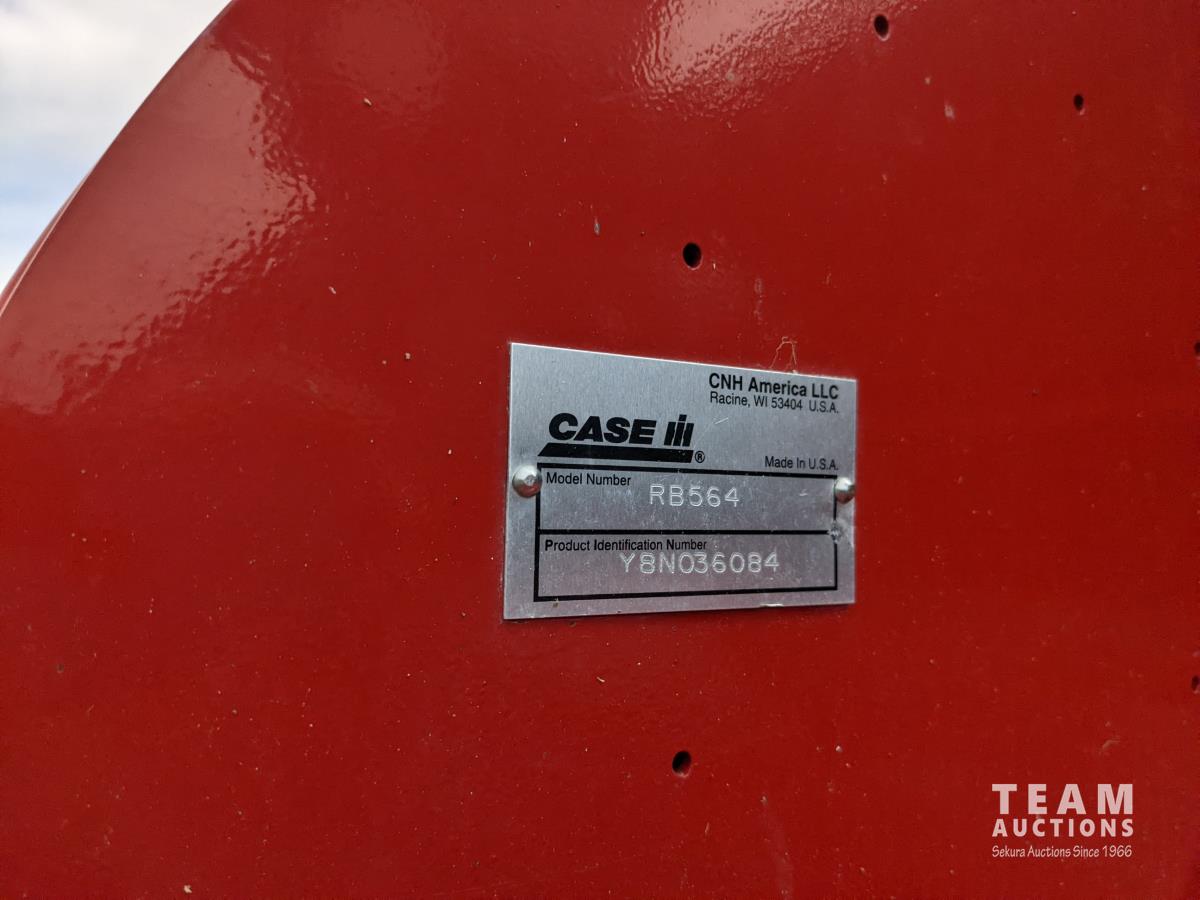 CNH America LLC
Racine, WI 53404 U.S.A.
CASE IH ®
Made In U.S.A.
Model Number
RB564
Product Identification Number
Y8N036084
TEAM
AUCTIONS
Sekura Auctions Since 1966